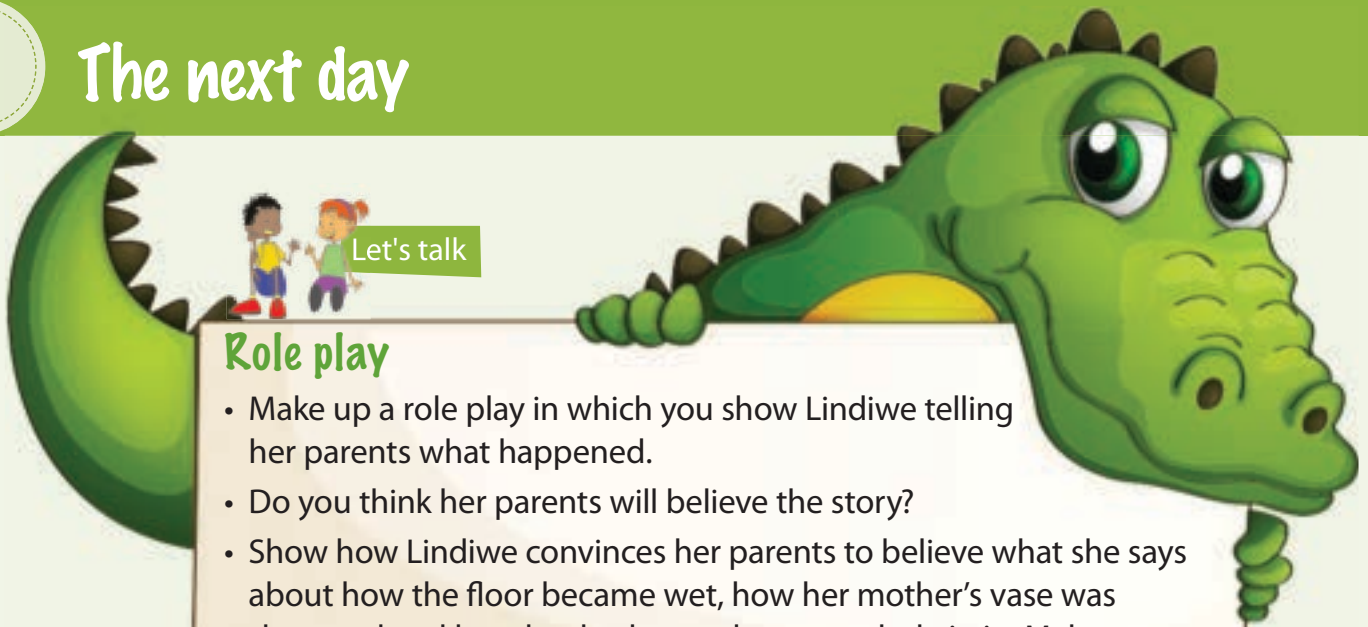 The next day
Let's talk
Role play
• Make up a role play in which you show Lindiwe telling
her parents what happened.
• Do you think her parents will believe the story?
• Show how Lindiwe convinces her parents to believe what she says
about how the floor became wet, how her mother's vase was